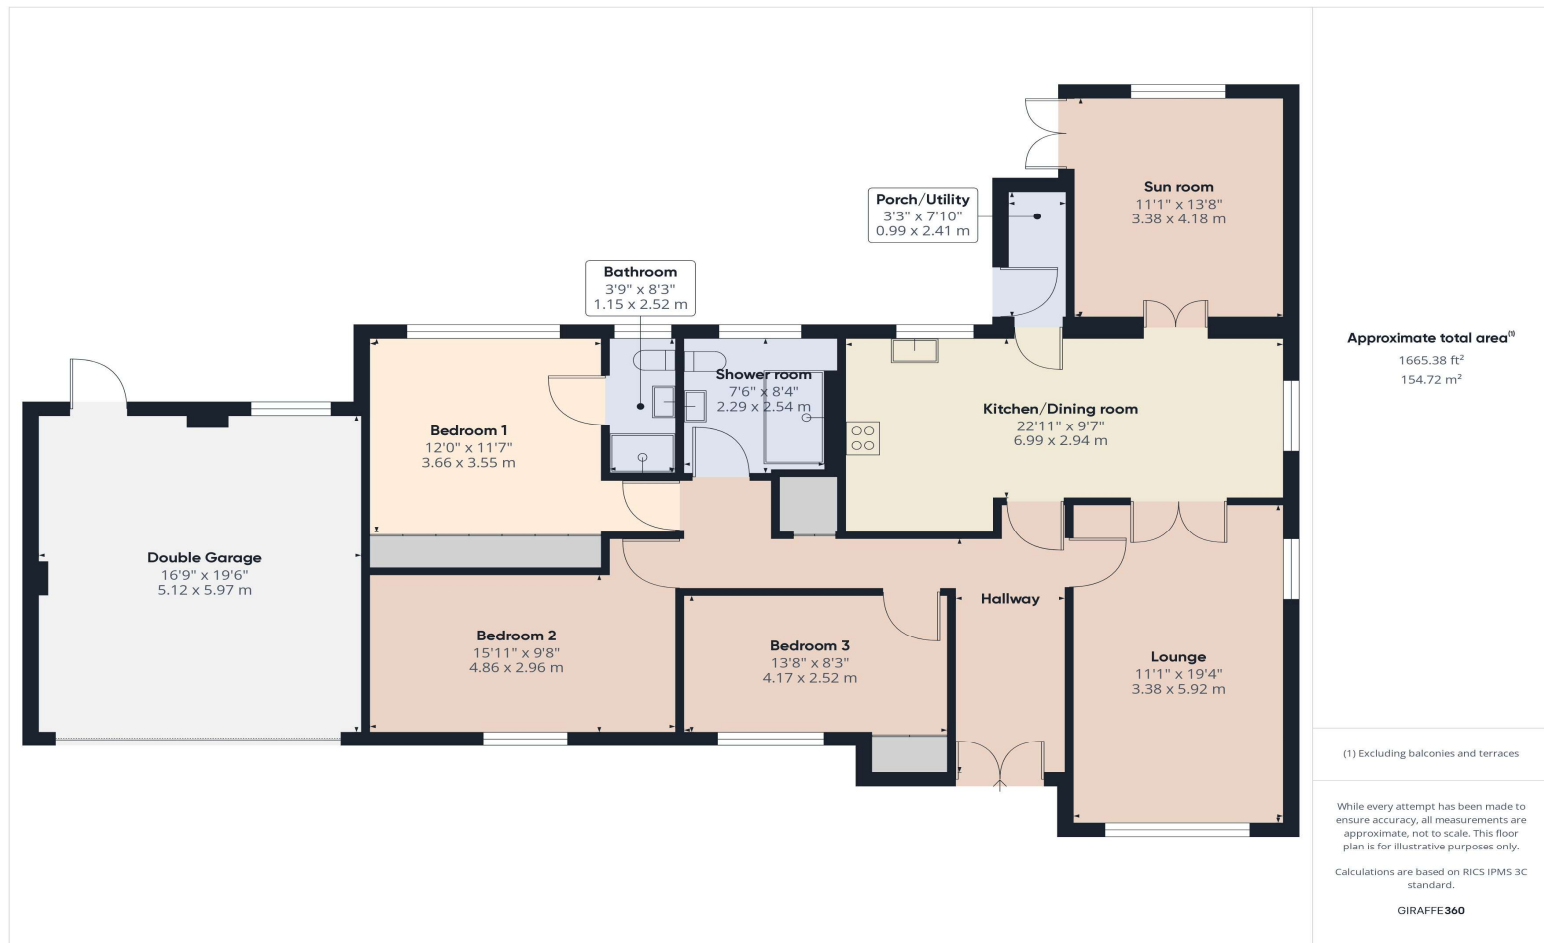 Sun room
11'1" x 13'8"
3.38 x 4.18 m
Porch/Utility
3'3" x 7'10"
0.99 x 2.41 m
Bathroom
3'9" x 8'3"
1.15 x 2.52 m
Shower room
7'6" x 8'4"
2.29 x 2.54 m
Kitchen/Dining room
22'11" x 9'7"
6.99 x 2.94 m
Bedroom 1
12'0" x 11'7"
3.66 x 3.55 m
Double Garage
16'9" x 19'6"
5.12 x 5.97 m
Hallway
Bedroom 2
15'11" x 9'8"
4.86 x 2.96 m
Bedroom 3
13'8" x 8'3"
4.17 x 2.52 m
Lounge
11'1" x 19'4"
3.38 x 5.92 m
Approximate total area⁽¹⁾
1665.38 ft²
154.72 m²
(1) Excluding balconies and terraces
While every attempt has been made to
ensure accuracy, all measurements are
approximate, not to scale. This floor
plan is for illustrative purposes only.
Calculations are based on RICS IPMS 3C
standard.
GIRAFFE360